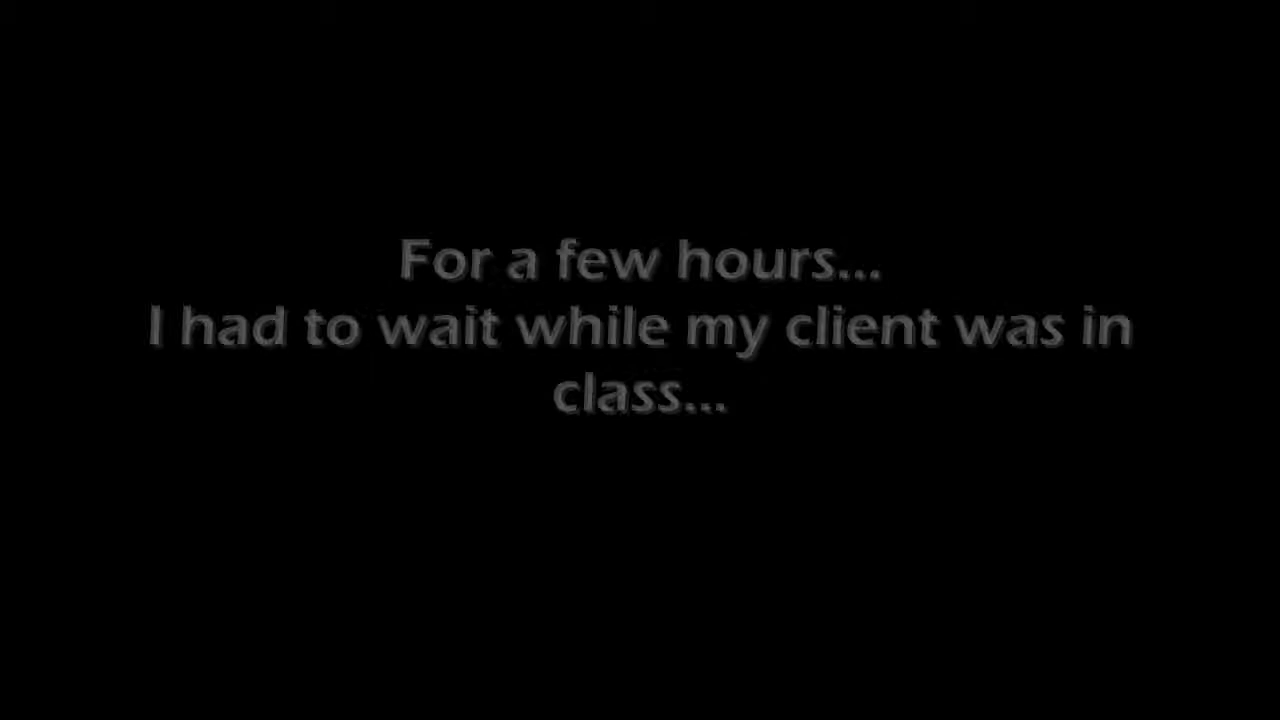 For a few hours...
I had to wait while my client was in
class...